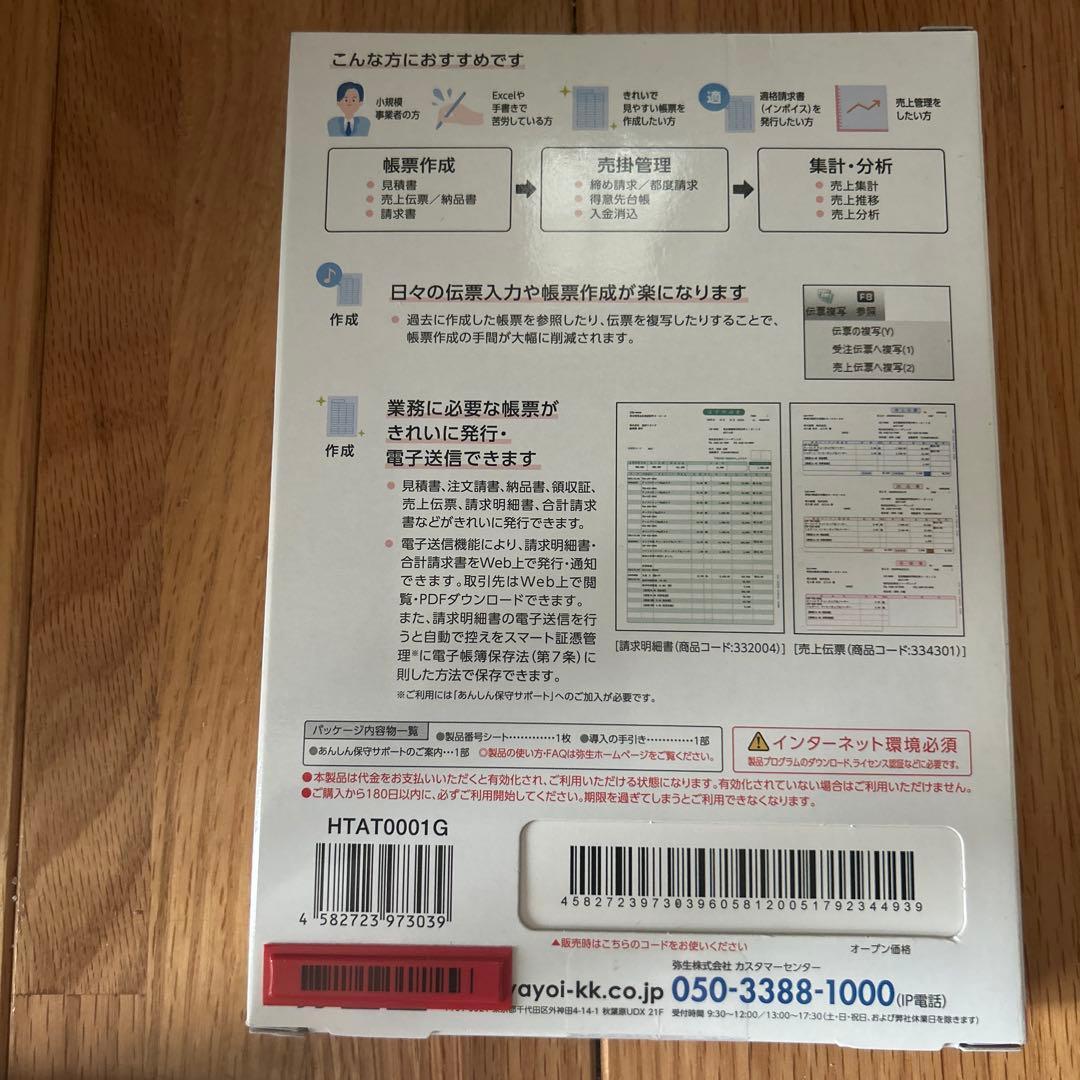 こんな方におすすめです
小規模
事業者の方
Excelや
手書きで
苦労している方
きれいで
見やすい帳票を
作成したい方
適
適格請求書
(インボイス)を
発行したい方
売上管理を
したい方
帳票作成
● 見積書
● 売上伝票/納品書
● 請求書
売掛管理
● 締め請求/都度請求
● 得意先台帳
● 入金消込
集計・分析
● 売上集計
● 売上推移
● 売上分析
作成
日々の伝票入力や帳票作成が楽になります
● 過去に作成した帳票を参照したり、伝票を複写したりすることで、
帳票作成の手間が大幅に削減されます。
F8
伝票複写 参照
伝票の複写(Y)
受注伝票へ複写(1)
売上伝票へ複写(2)
作成
業務に必要な帳票が
きれいに発行・
電子送信できます
● 見積書、注文請書、納品書、領収証、
売上伝票、請求明細書、合計請求
書などがきれいに発行できます。
● 電子送信機能により、請求明細書・
合計請求書をWeb上で発行・通知
できます。取引先はWeb上で閲
覧・PDFダウンロードできます。
また、請求明細書の電子送信を行
うと自動で控えをスマート証憑管
理※に電子帳簿保存法(第7条)に
則した方法で保存できます。
※ご利用には「あんしん保守サポート」へのご加入が必要です。
[請求明細書(商品コード:332004)]
[売上伝票(商品コード:334301)]
パッケージ内容物一覧
●製品番号シート…………1枚 ●導入の手引き…………1部
●あんしん保守サポートのご案内…1部 ◎製品の使い方・FAQは弥生ホームページをご覧ください。
インターネット環境必須
製品プログラムのダウンロード、ライセンス認証などに必要です。
●本製品は代金をお支払いいただくと有効化され、ご利用いただける状態になります。有効化されていない場合はご利用いただけません。
●ご購入から180日以内に、必ずご利用開始してください。期限を過ぎてしまうとご利用できなくなります。
HTAT0001G
4 582723 973039
45827239730396058120051792344939
▲販売時はこちらのコードをお使いください
オープン価格
弥生株式会社 カスタマーセンター
yayoi-kk.co.jp 050-3388-1000(IP電話)
東京都千代田区外神田4-14-1 秋葉原UDX 21F 受付時間 9:30~12:00/13:00~17:30(土・日・祝日、および弊社休業日を除きます)